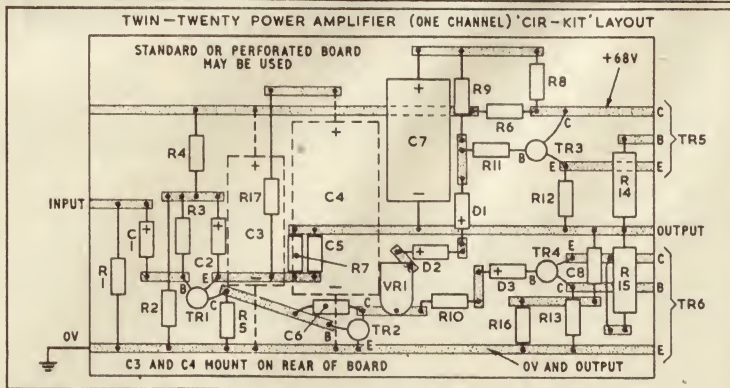 TWIN-TWENTY POWER AMPLIFIER (ONE CHANNEL) 'CIR-KIT' LAYOUT
STANDARD OR PERFORATED BOARD
MAY BE USED
+68V
R9
R8
R6
C
C
R4
C7
TR3
B
TR5
B
R11
E
E
R17
C4
R12
R
14
INPUT
R3
C3
D1
C
1
C2
C5
OUTPUT
R7
D2
TR4
E
C
R
1
R2
B
E
C
VR1
D3
B
C
C8
R
15
B
TR6
TR1
R
5
C6
B
TR2
R10
R16
R13
0V
E
E
C3 AND C4 MOUNT ON REAR OF BOARD
0V AND OUTPUT